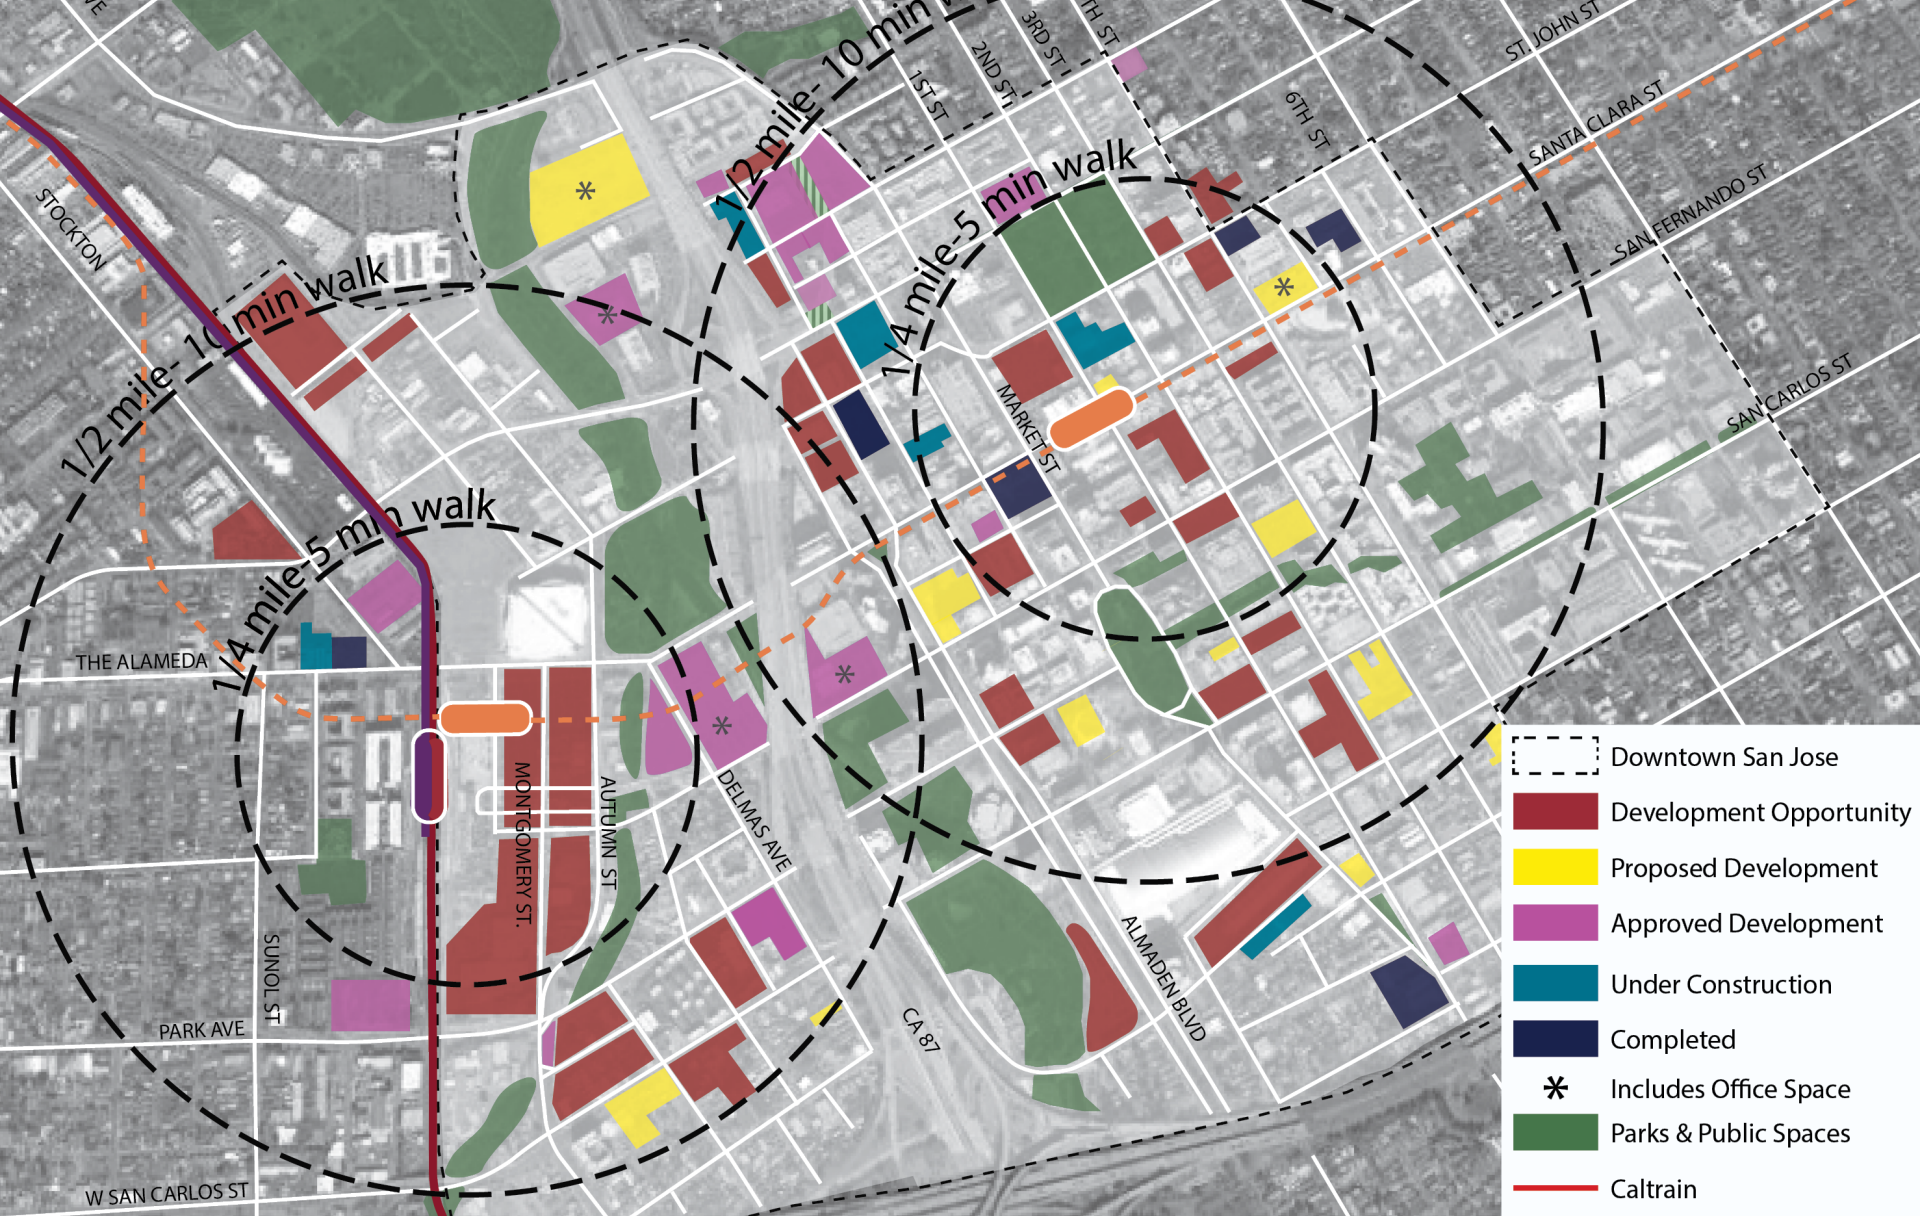 VE
TH ST
3RD ST
2ND ST
1ST ST
ST. JOHN ST
6TH ST
SANTA CLARA ST
SAN FERNANDO ST
SAN CARLOS ST
1/2 mile- 10 min w
1/4 mile-5 min walk
STOCKTON
1/2 mile- 10 min walk
*
*
*
MARKET ST
1/4 mile-5 min walk
THE ALAMEDA
*
*
MONTGOMERY ST.
AUTUMN ST
DELMAS AVE
SUNOL ST
PARK AVE
ALMADEN BLVD
CA 87
W SAN CARLOS ST
Downtown San Jose
Development Opportunity
Proposed Development
Approved Development
Under Construction
Completed
* Includes Office Space
Parks & Public Spaces
Caltrain